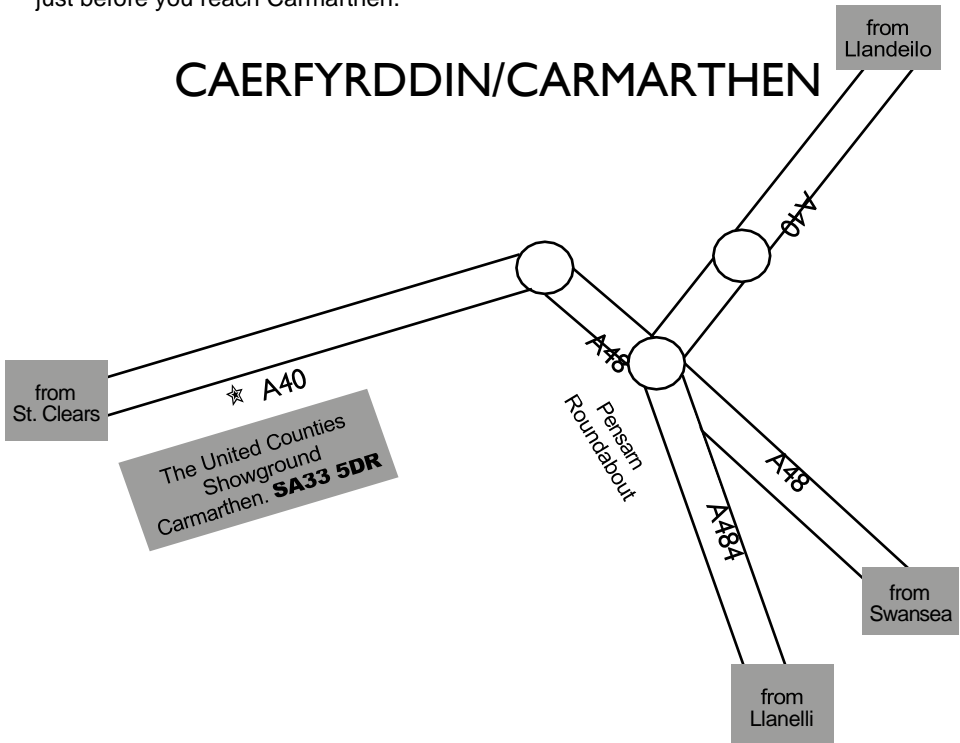 just before you reach Carmarthen.
from
Llandeilo
CAERFYRDDIN/CARMARTHEN
A40
A48
from
St. Clears
A40
The United Counties
Showground
Carmarthen. SA33 5DR
Pensarn
Roundabout
A48
A484
from
Swansea
from
Llanelli